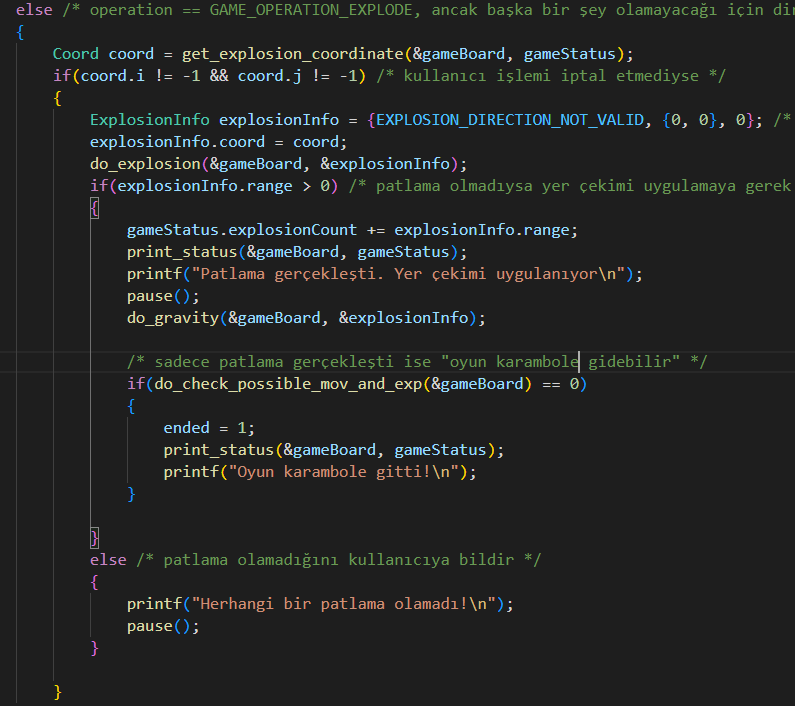 else /* operation == GAME_OPERATION_EXPLODE, ancak başka bir şey olamayacağı için
{
Coord coord = get_explosion_coordinate(&gameBoard, gameStatus);
if(coord.i != -1 && coord.j != -1) /* kullanıcı işlemi iptal etmediyse */
{
ExplosionInfo explosionInfo = {EXPLOSION_DIRECTION_NOT_VALID, {0, 0}, 0}; /*
explosionInfo.coord = coord;
do_explosion(&gameBoard, &explosionInfo);
if(explosionInfo.range > 0) /* patlama olmadıysa yer çekimi uygulamaya gerek
{
gameStatus.explosionCount += explosionInfo.range;
print_status(&gameBoard, gameStatus);
printf("Patlama gerçekleşti. Yer çekimi uygulanıyor\n");
pause();
do_gravity(&gameBoard, &explosionInfo);
/* sadece patlama gerçekleşti ise "oyun karambole gidebilir" */
if(do_check_possible_mov_and_exp(&gameBoard) == 0)
{
ended = 1;
print_status(&gameBoard, gameStatus);
printf("Oyun karambole gitti!\n");
}
}
else /* patlama olamadığını kullanıcıya bildir */
{
printf("Herhangi bir patlama olamadı!\n");
pause();
}
}